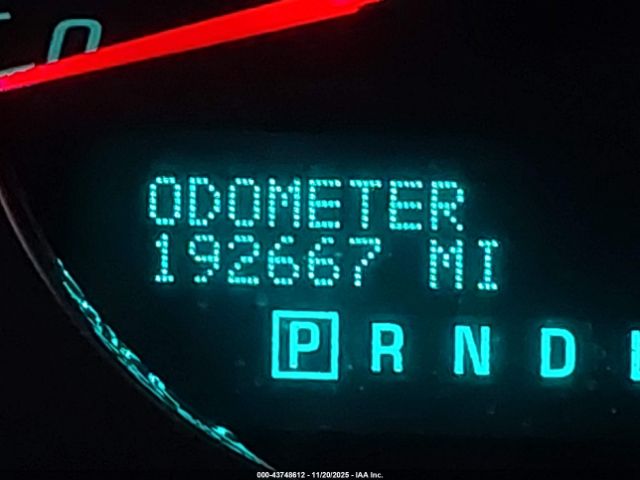 ODOMETER
192667 MI
P R N D
000-43748612 - 11/20/2025 - IAA Inc.